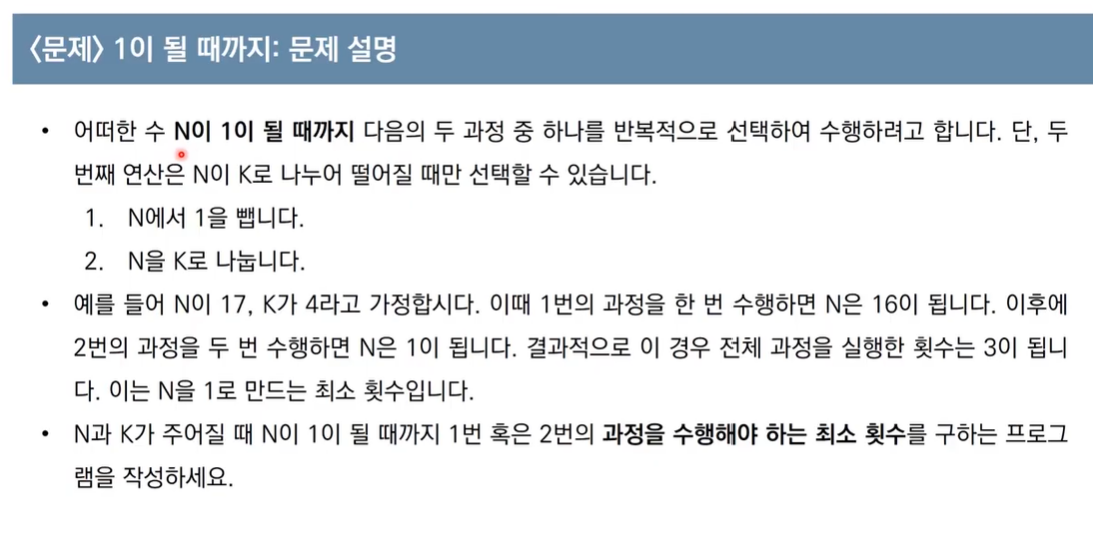 〈문제〉 1이 될 때까지: 문제 설명
• 어떠한 수 N이 1이 될 때까지 다음의 두 과정 중 하나를 반복적으로 선택하여 수행하려고 합니다. 단, 두
번째 연산은 N이 K로 나누어 떨어질 때만 선택할 수 있습니다.
1. N에서 1을 뺍니다.
2. N을 K로 나눕니다.
• 예를 들어 N이 17, K가 4라고 가정합시다. 이때 1번의 과정을 한 번 수행하면 N은 16이 됩니다. 이후에
2번의 과정을 두 번 수행하면 N은 1이 됩니다. 결과적으로 이 경우 전체 과정을 실행한 횟수는 3이 됩니
다. 이는 N을 1로 만드는 최소 횟수입니다.
• N과 K가 주어질 때 N이 1이 될 때까지 1번 혹은 2번의 과정을 수행해야 하는 최소 횟수를 구하는 프로그
램을 작성하세요.